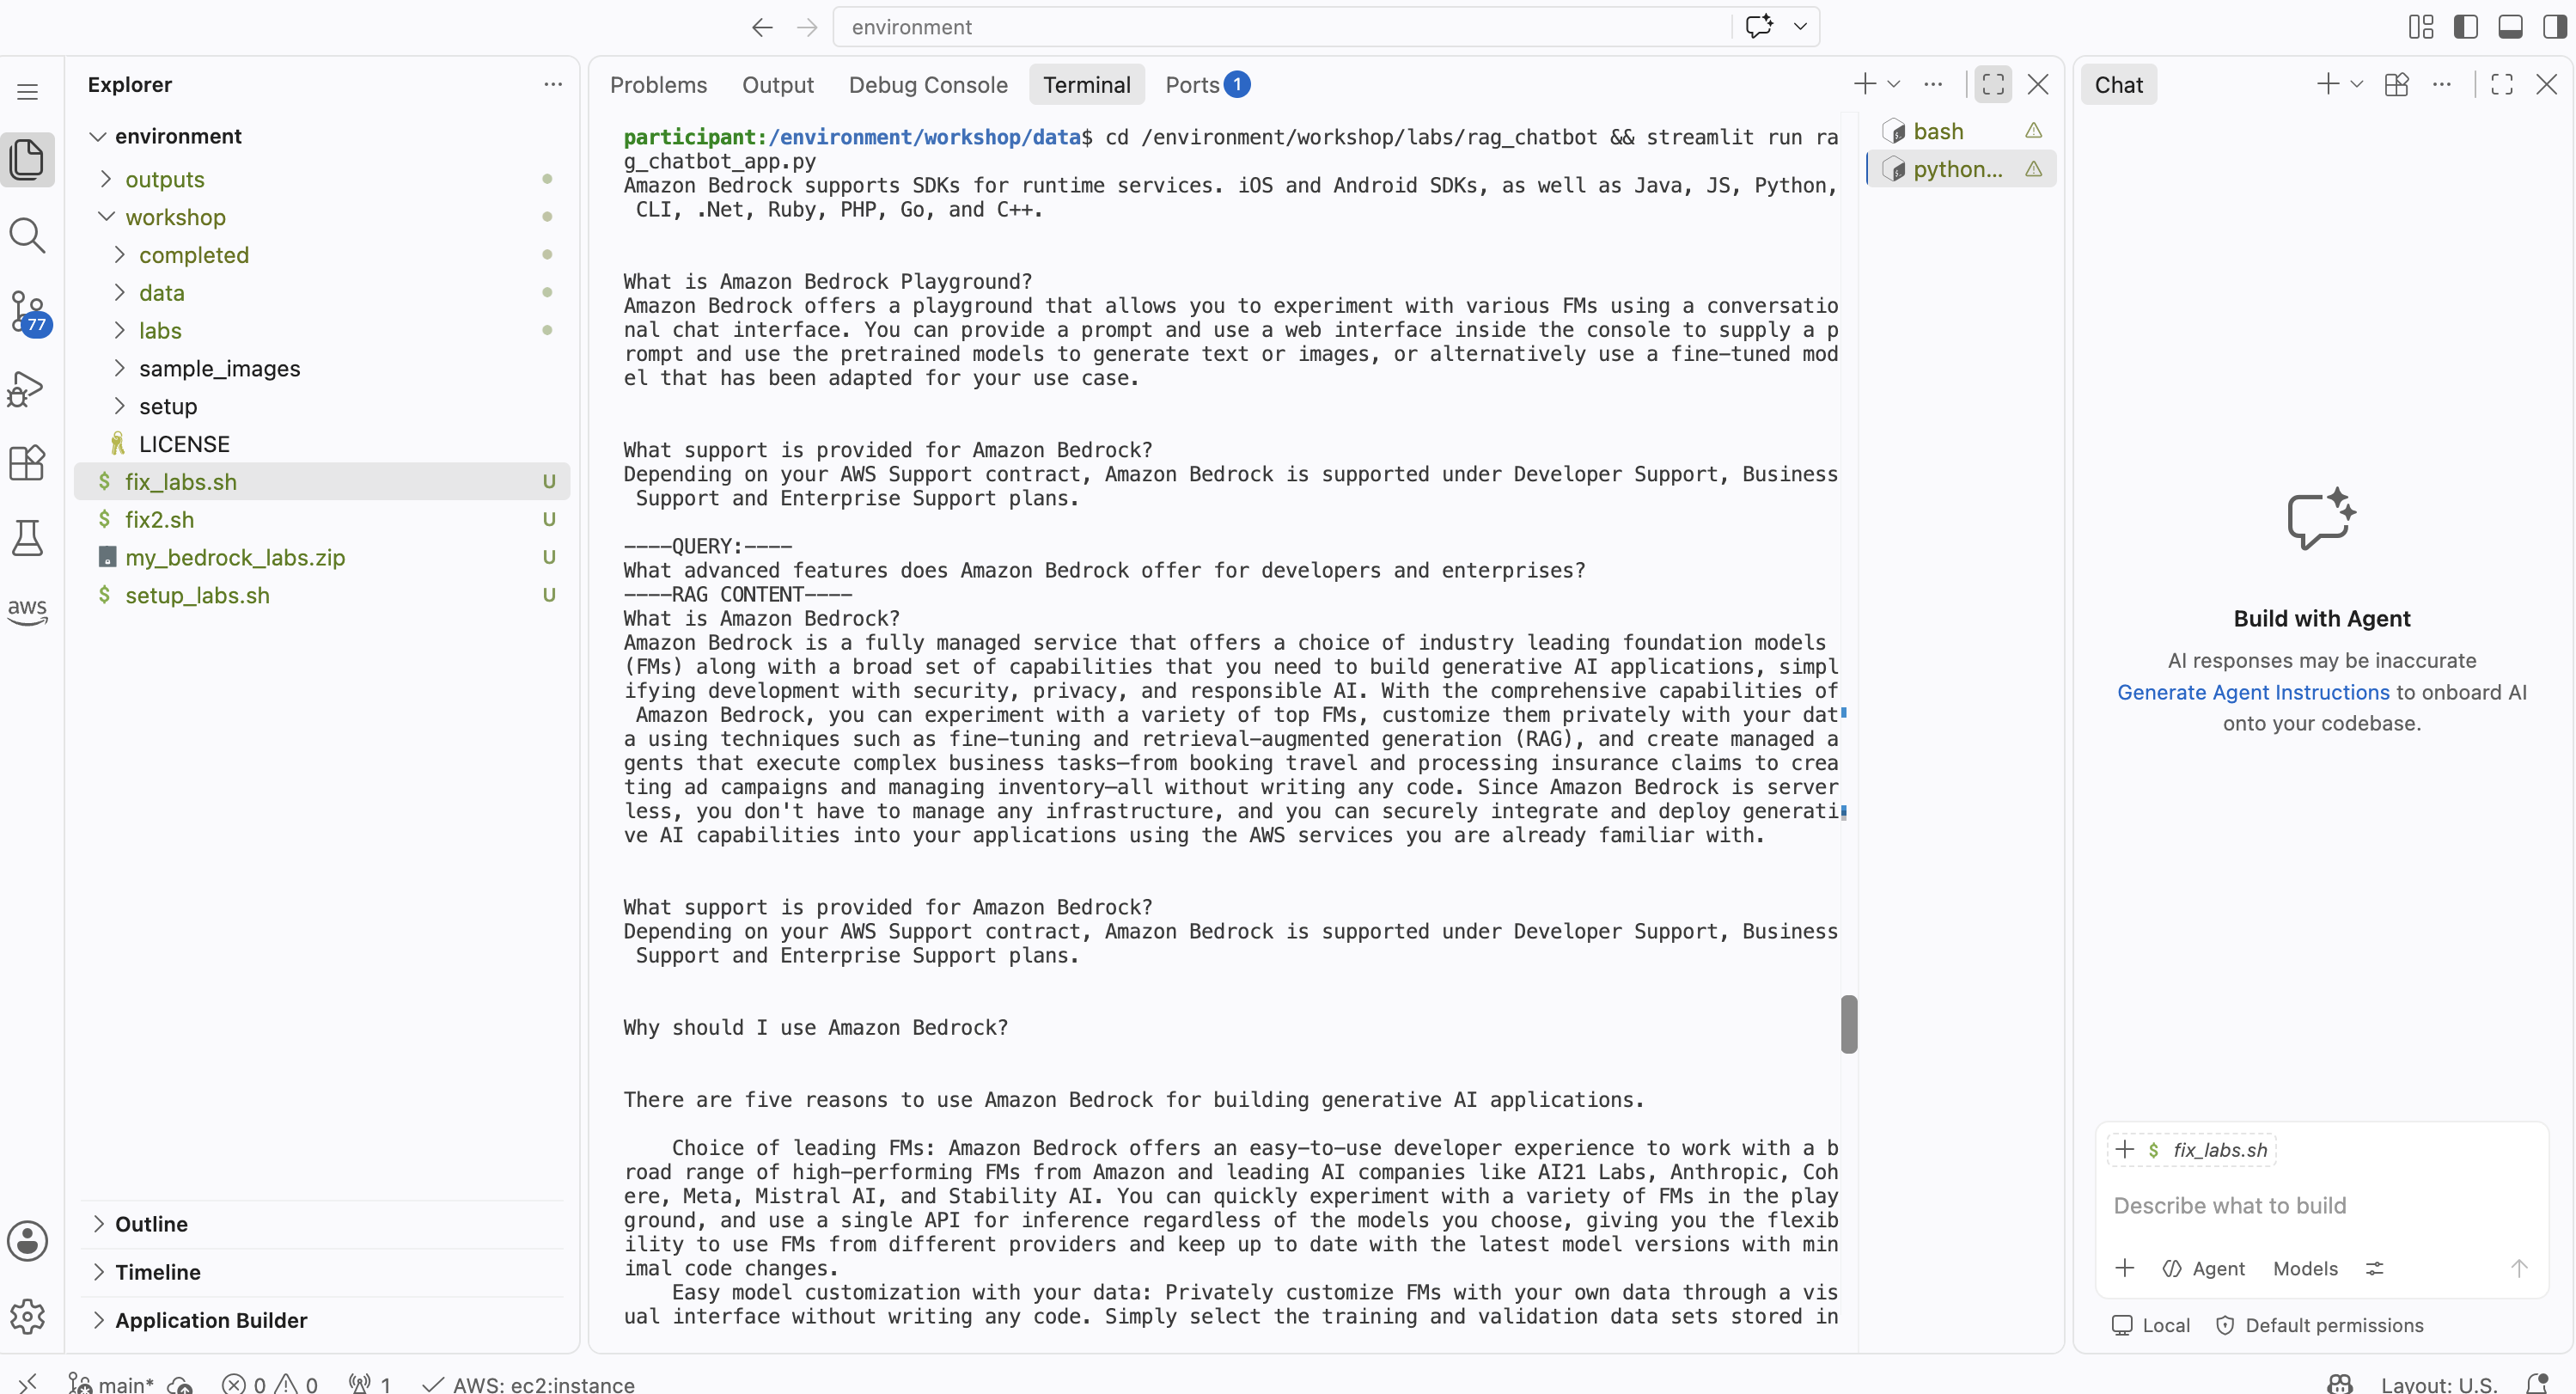 environment
Explorer
environment
outputs
workshop
completed
data
labs
sample_images
setup
LICENSE
$ fix_labs.sh U
$ fix2.sh U
my_bedrock_labs.zip U
$ setup_labs.sh U
77
aws
Outline
Timeline
Application Builder
Problems Output Debug Console Terminal Ports 1
participant:/environment/workshop/data$ cd /environment/workshop/labs/rag_chatbot && streamlit run ra
g_chatbot_app.py
Amazon Bedrock supports SDKs for runtime services. iOS and Android SDKs, as well as Java, JS, Python,
CLI, .Net, Ruby, PHP, Go, and C++.
What is Amazon Bedrock Playground?
Amazon Bedrock offers a playground that allows you to experiment with various FMs using a conversatio
nal chat interface. You can provide a prompt and use a web interface inside the console to supply a p
rompt and use the pretrained models to generate text or images, or alternatively use a fine-tuned mod
el that has been adapted for your use case.
What support is provided for Amazon Bedrock?
Depending on your AWS Support contract, Amazon Bedrock is supported under Developer Support, Business
Support and Enterprise Support plans.
----QUERY:----
What advanced features does Amazon Bedrock offer for developers and enterprises?
----RAG CONTENT----
What is Amazon Bedrock?
Amazon Bedrock is a fully managed service that offers a choice of industry leading foundation models
(FMs) along with a broad set of capabilities that you need to build generative AI applications, simpl
ifying development with security, privacy, and responsible AI. With the comprehensive capabilities of
Amazon Bedrock, you can experiment with a variety of top FMs, customize them privately with your dat
a using techniques such as fine-tuning and retrieval-augmented generation (RAG), and create managed a
gents that execute complex business tasks—from booking travel and processing insurance claims to crea
ting ad campaigns and managing inventory—all without writing any code. Since Amazon Bedrock is server
less, you don't have to manage any infrastructure, and you can securely integrate and deploy generati
ve AI capabilities into your applications using the AWS services you are already familiar with.
What support is provided for Amazon Bedrock?
Depending on your AWS Support contract, Amazon Bedrock is supported under Developer Support, Business
Support and Enterprise Support plans.
Why should I use Amazon Bedrock?
There are five reasons to use Amazon Bedrock for building generative AI applications.
Choice of leading FMs: Amazon Bedrock offers an easy-to-use developer experience to work with a b
road range of high-performing FMs from Amazon and leading AI companies like AI21 Labs, Anthropic, Coh
ere, Meta, Mistral AI, and Stability AI. You can quickly experiment with a variety of FMs in the play
ground, and use a single API for inference regardless of the models you choose, giving you the flexib
ility to use FMs from different providers and keep up to date with the latest model versions with min
imal code changes.
Easy model customization with your data: Privately customize FMs with your own data through a vis
ual interface without writing any code. Simply select the training and validation data sets stored in
bash
python...
Chat
Build with Agent
AI responses may be inaccurate
Generate Agent Instructions to onboard AI
onto your codebase.
$ fix_labs.sh
Describe what to build
Agent Models
Local Default permissions
main* 0 0 1 AWS: ec2:instance
Layout: U.S.